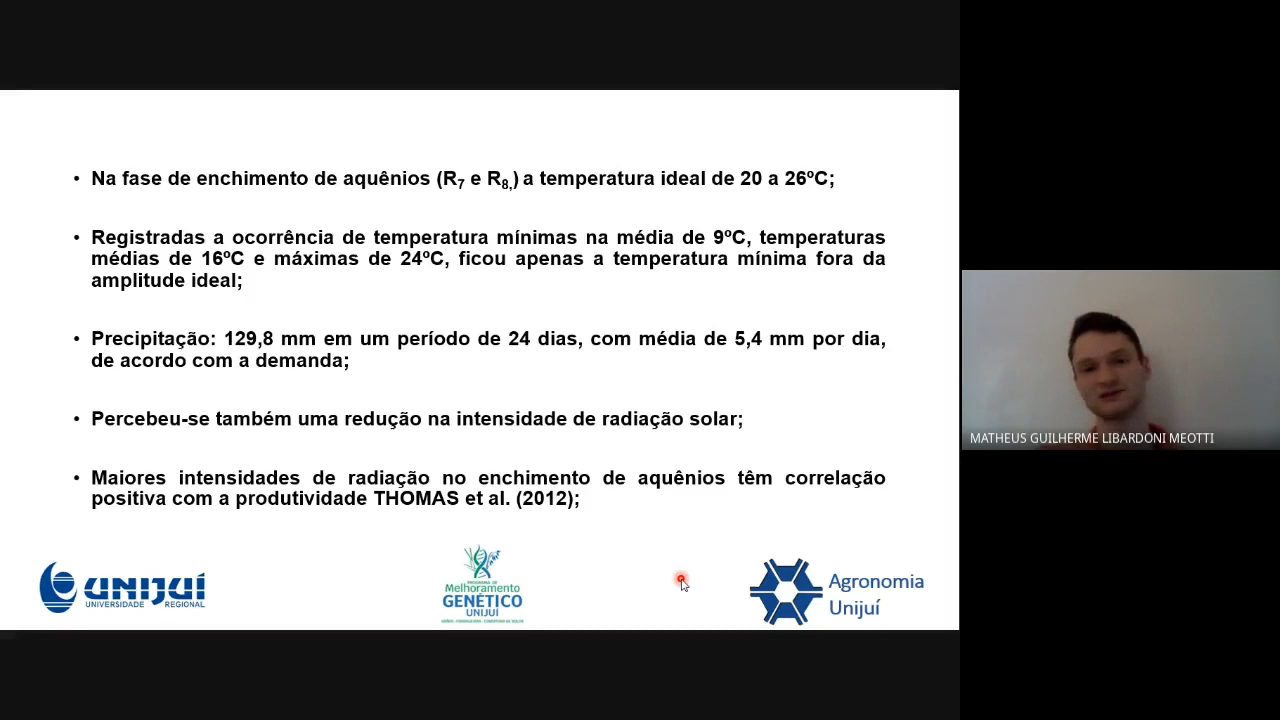 • Na fase de enchimento de aquênios (R7 e R8,) a temperatura ideal de 20 a 26ºC;
• Registradas a ocorrência de temperatura mínimas na média de 9ºC, temperaturas
médias de 16ºC e máximas de 24ºC, ficou apenas a temperatura mínima fora da
amplitude ideal;
• Precipitação: 129,8 mm em um período de 24 dias, com média de 5,4 mm por dia,
de acordo com a demanda;
• Percebeu-se também uma redução na intensidade de radiação solar;
• Maiores intensidades de radiação no enchimento de aquênios têm correlação
positiva com a produtividade THOMAS et al. (2012);
MATHEUS GUILHERME LIBARDONI MEOTTI
UNIJUÍ
UNIVERSIDADE REGIONAL
PROGRAMA DE
Melhoramento
GENÉTICO
UNIJUÍ
Agronomia
Unijuí